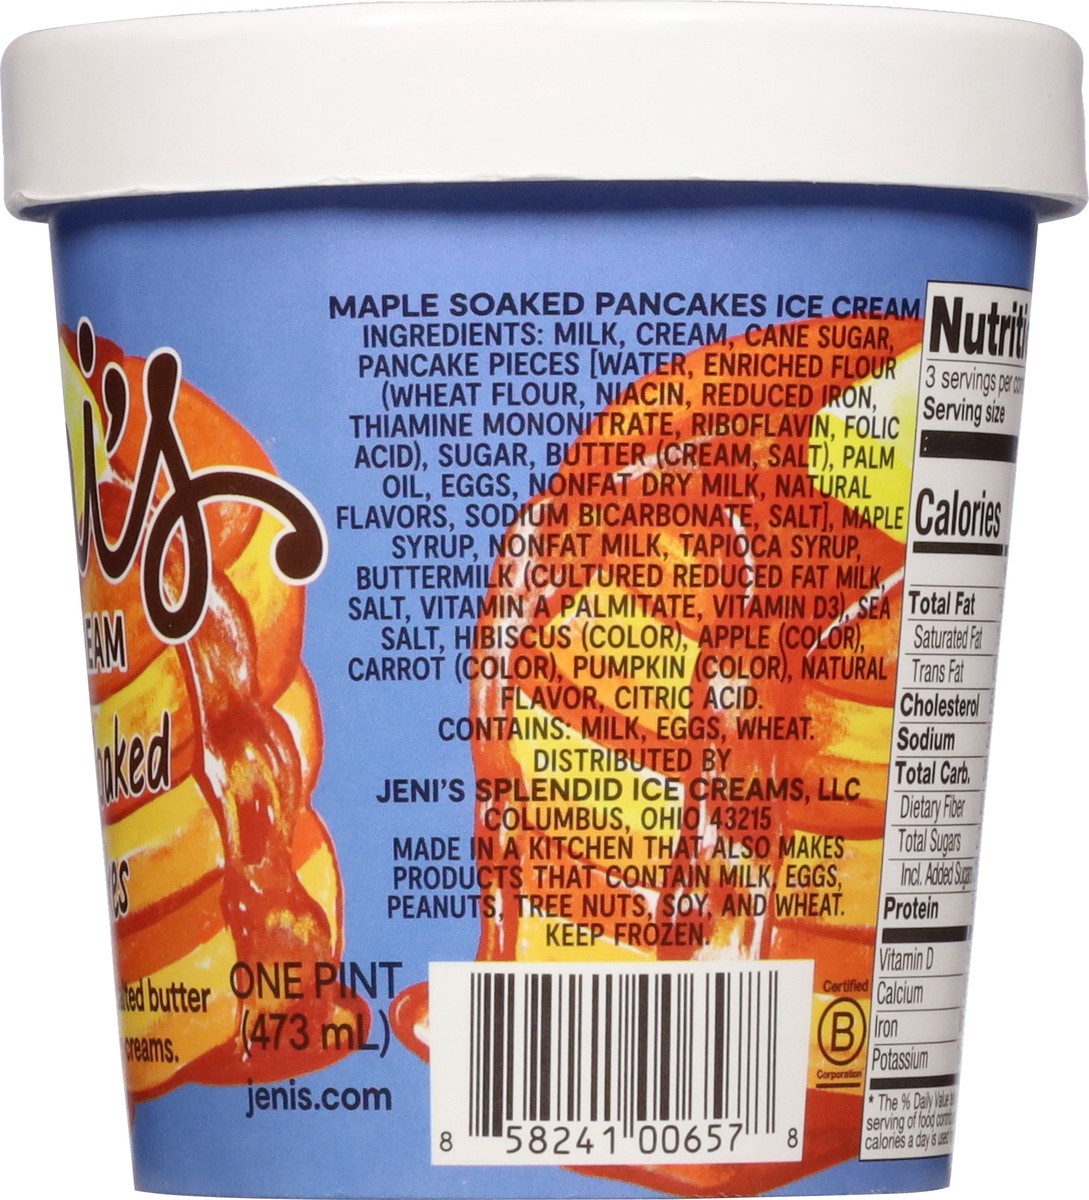 i's
EAM
oaked
es
alted butter
creams.
ONE PINT
(473 mL)
jenis.com
MAPLE SOAKED PANCAKES ICE CREAM
INGREDIENTS: MILK, CREAM, CANE SUGAR,
PANCAKE PIECES [WATER, ENRICHED FLOUR
(WHEAT FLOUR, NIACIN, REDUCED IRON,
THIAMINE MONONITRATE, RIBOFLAVIN, FOLIC
ACID), SUGAR, BUTTER (CREAM, SALT), PALM
OIL, EGGS, NONFAT DRY MILK, NATURAL
FLAVORS, SODIUM BICARBONATE, SALT], MAPLE
SYRUP, NONFAT MILK, TAPIOCA SYRUP,
BUTTERMILK (CULTURED REDUCED FAT MILK,
SALT, VITAMIN A PALMITATE, VITAMIN D3), SEA
SALT, HIBISCUS (COLOR), APPLE (COLOR),
CARROT (COLOR), PUMPKIN (COLOR), NATURAL
FLAVOR, CITRIC ACID.
CONTAINS: MILK, EGGS, WHEAT.
DISTRIBUTED BY
JENI'S SPLENDID ICE CREAMS, LLC
COLUMBUS, OHIO 43215
MADE IN A KITCHEN THAT ALSO MAKES
PRODUCTS THAT CONTAIN MILK, EGGS,
PEANUTS, TREE NUTS, SOY, AND WHEAT.
KEEP FROZEN.
8 58241 00657 8
Certified
B
Corporation
Nutriti
3 servings per con
Serving size
Calories
Total Fat
Saturated Fat
Trans Fat
Cholesterol
Sodium
Total Carb.
Dietary Fiber
Total Sugars
Incl. Added Sugars
Protein
Vitamin D
Calcium
Iron
Potassium
* The % Daily Value
serving of food
calories a day is used